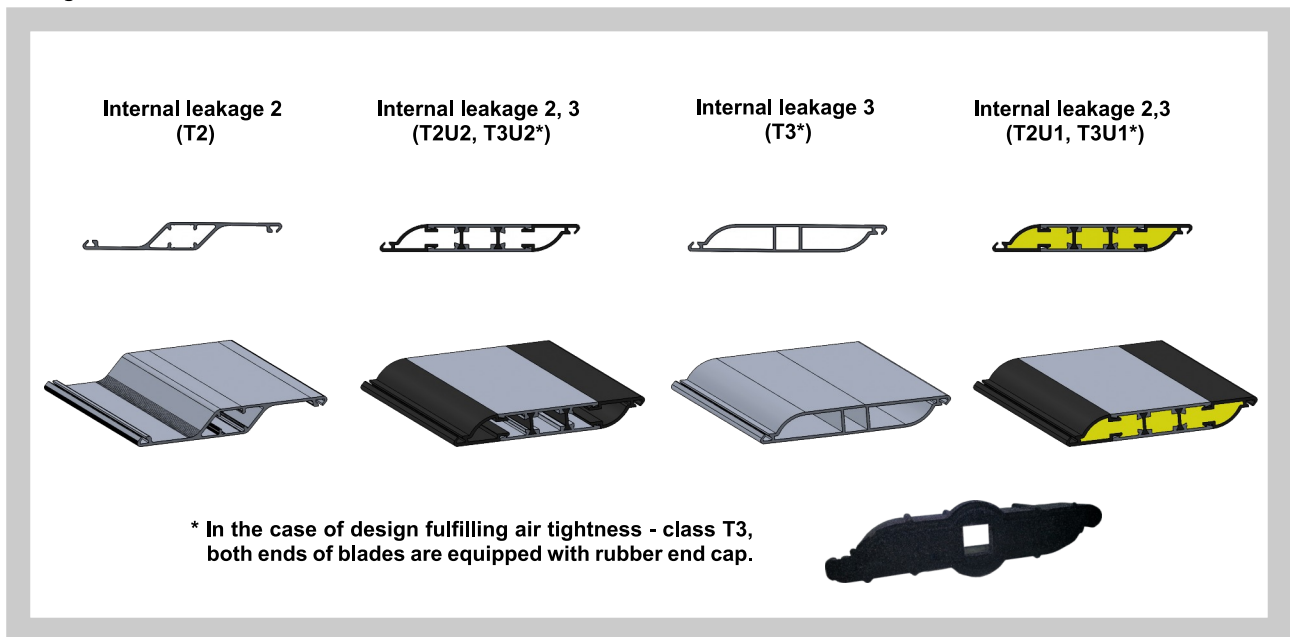 Internal leakage 2
(T2)
Internal leakage 2, 3
(T2U2, T3U2*)
Internal leakage 3
(T3*)
Internal leakage 2,3
(T2U1, T3U1*)
* In the case of design fulfilling air tightness - class T3,
both ends of blades are equipped with rubber end cap.